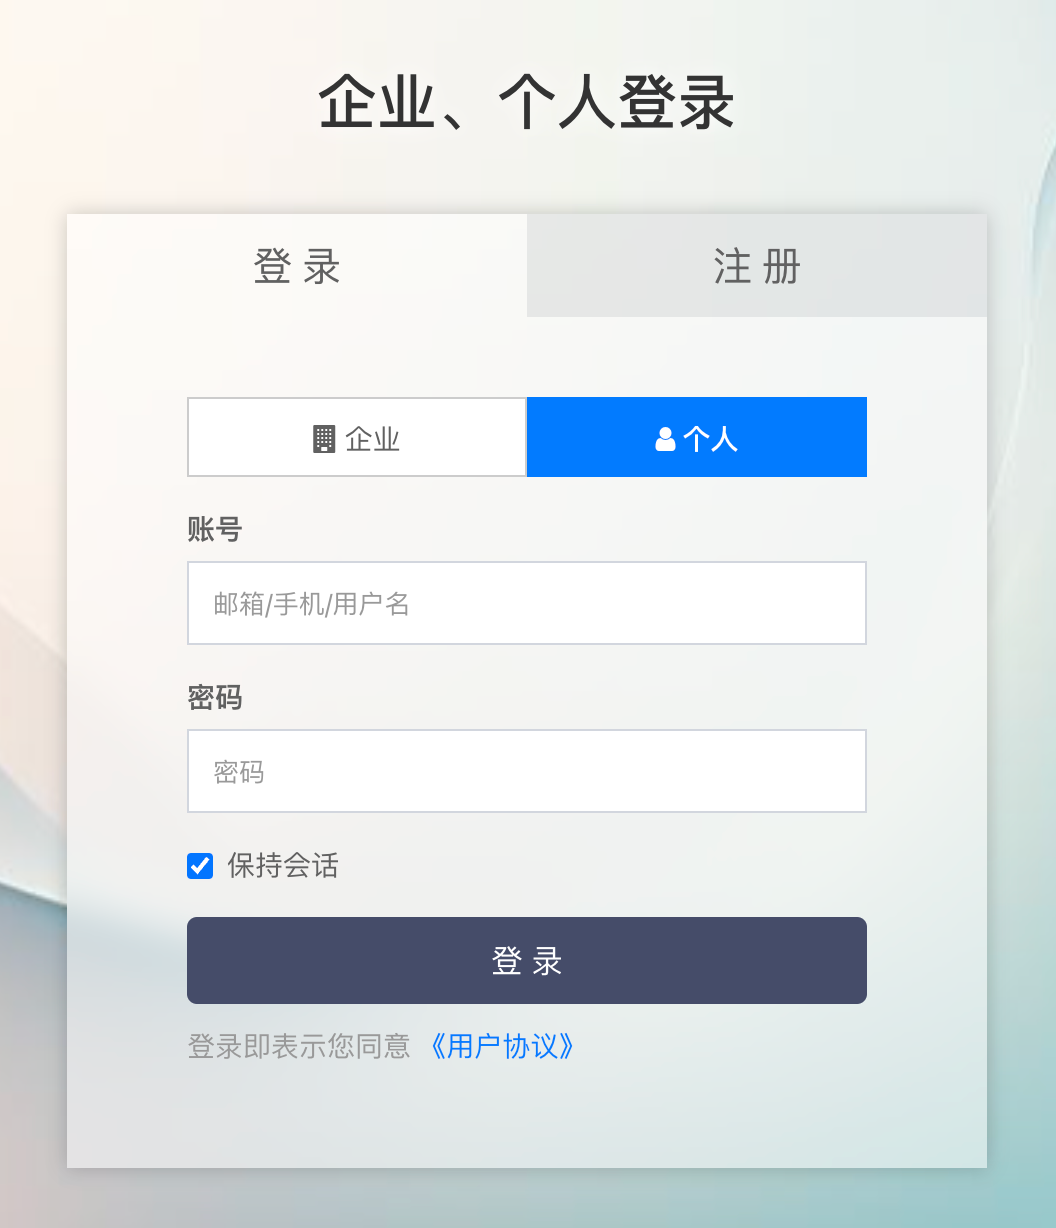 企业、个人登录
登 录
注 册
企业
个人
账号
邮箱/手机/用户名
密码
密码
保持会话
登 录
登录即表示您同意 《用户协议》